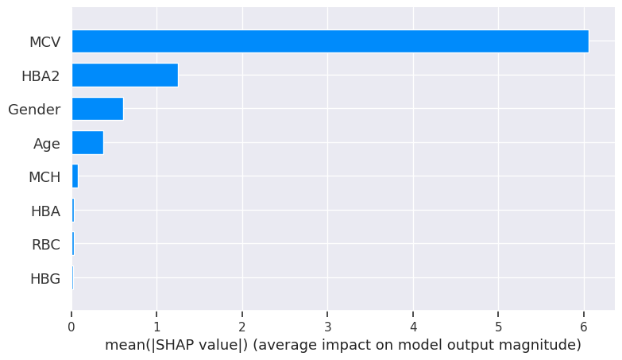 MCV
HBA2
Gender
Age
MCH
HBA
RBC
HBG
0 1 2 3 4 5 6
mean(|SHAP value|) (average impact on model output magnitude)